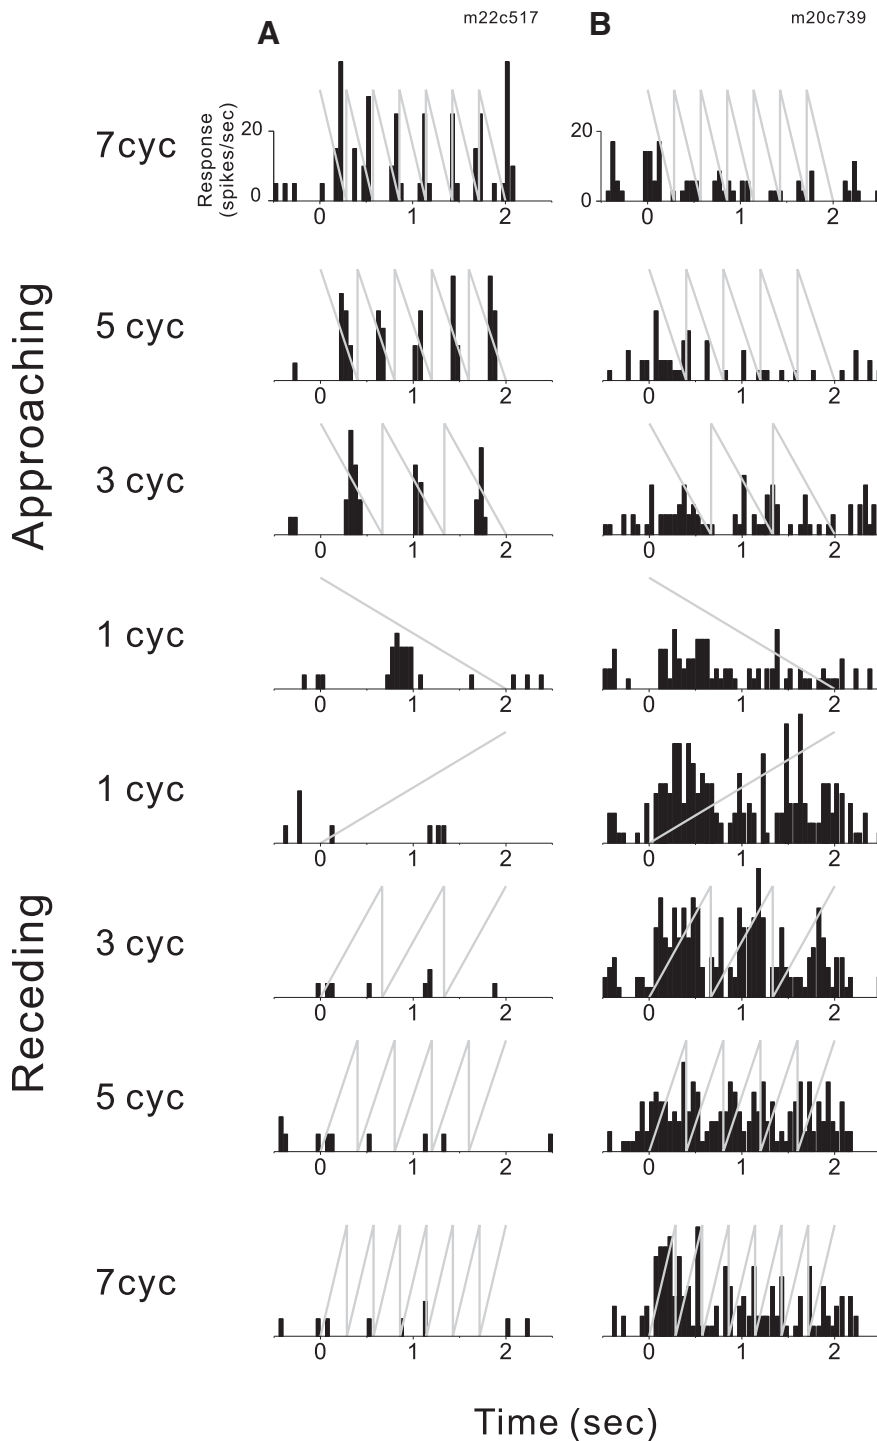 A m22c517 B m20c739
7cyc
Response
(spikes/sec)
20
0
0 1 2
20
0
0 1 2
Approaching
5 cyc
0 1 2 0 1 2
3 cyc
0 1 2 0 1 2
1 cyc
0 1 2 0 1 2
Receding
1 cyc
0 1 2 0 1 2
3 cyc
0 1 2 0 1 2
5 cyc
0 1 2 0 1 2
7cyc
0 1 2 0 1 2
Time (sec)